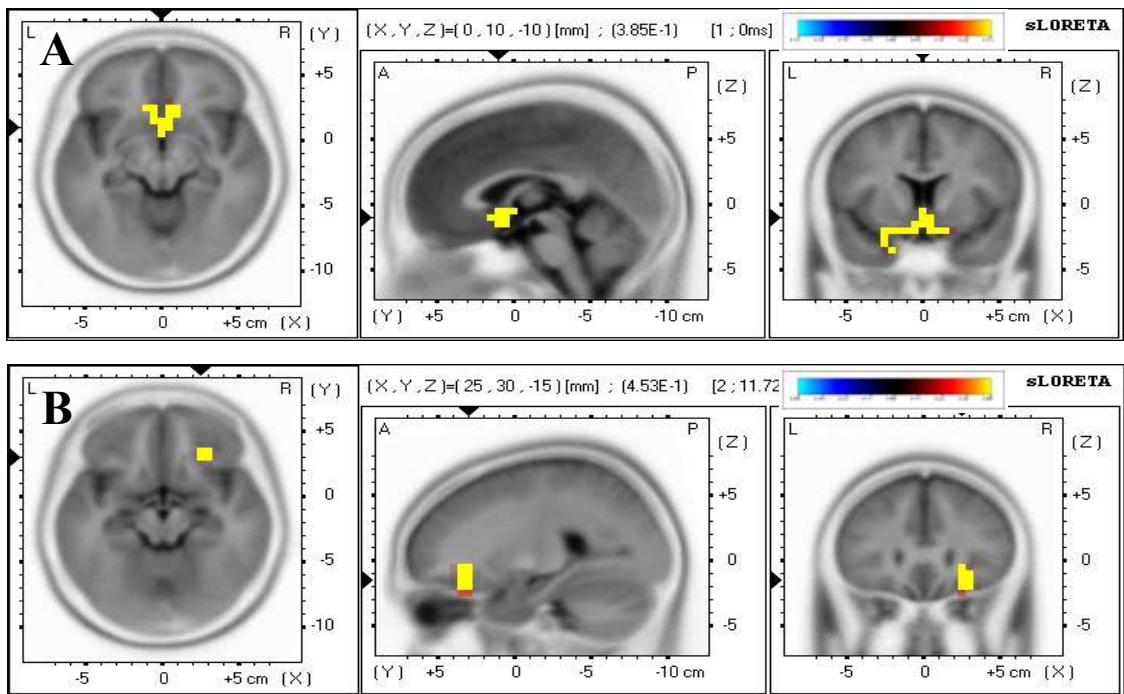 A
L R (Y)
+5
0
-5
-10
-5 0 +5 cm (X)
(X, Y, Z)=( 0, 10, -10) [mm] ; (3.85E-1) [1 ; 0ms]
A P (Z)
+5
0
-5
(Y) +5 0 -5 -10 cm
sLORETA
L R (Z)
+5
0
-5
-5 0 +5 cm (X)
B
L R (Y)
+5
0
-5
-10
-5 0 +5 cm (X)
(X, Y, Z)=( 25, 30, -15) [mm] ; (4.53E-1) [2 ; 11.72
A P (Z)
+5
0
-5
(Y) +5 0 -5 -10 cm
sLORETA
L R (Z)
+5
0
-5
-5 0 +5 cm (X)